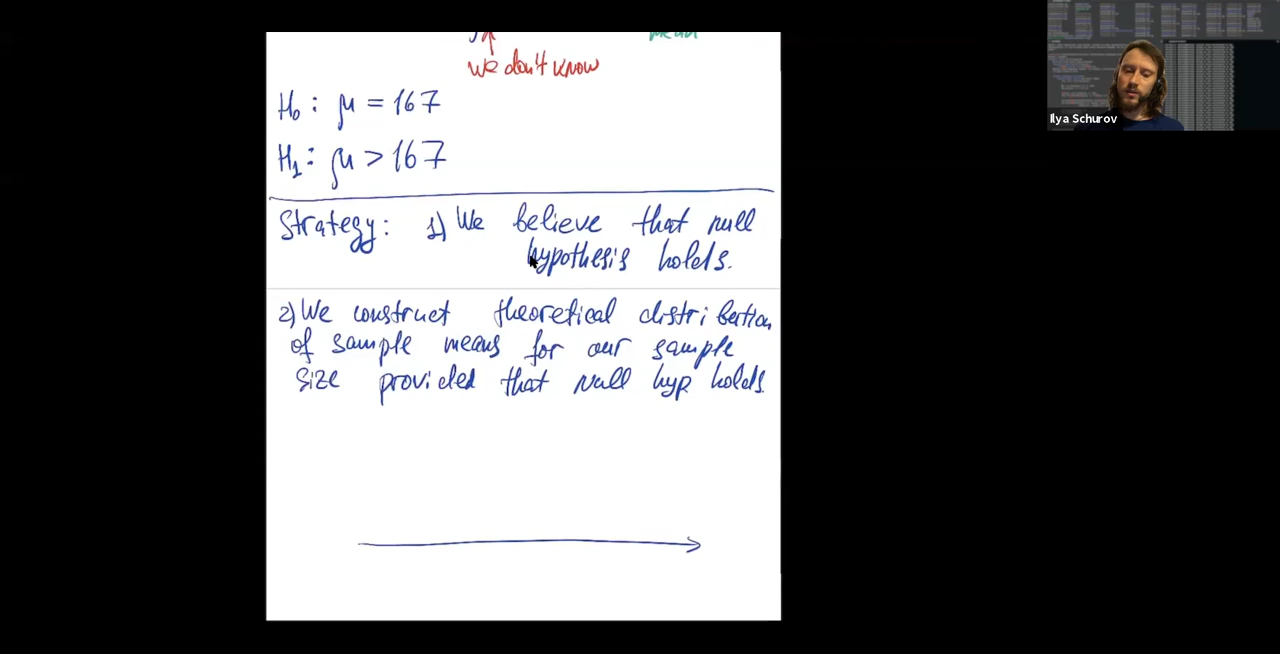 mean
we don't know
H₀: μ = 167
H₁: μ > 167
Strategy: 1) We believe that null
hypothesis holds.
2) We construct theoretical distribution
of sample means for our sample
size provided that null hyp. holds.
Ilya Schurov